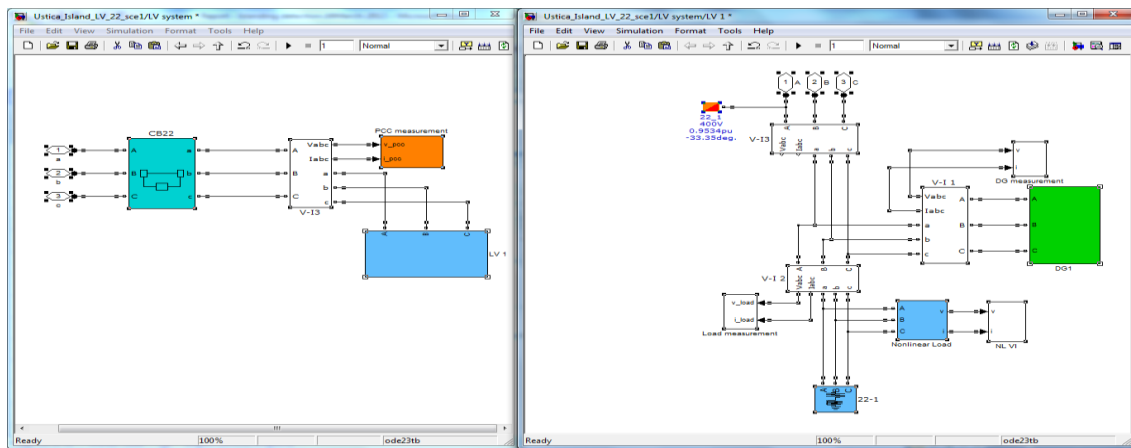 Ustica_Island_LV_22_sce1/LV system *
File Edit View Simulation Format Tools Help
1 Normal
CB22
PCC measurement
1 A a A Vabc v_pcc
a Iabc i_pcc
2 B b B a
b b
3 C c C c
c V-I3
A B C
LV 1
Ready 100% ode23tb
Ustica_Island_LV_22_sce1/LV system/LV 1 *
File Edit View Simulation Format Tools Help
1 Normal
1 A 2 B 3 C
22_1
400V
0.9534pu
-33.35deg.
A B C
V-I3
Vabc Iabc a b c
v
i
DG measurement
V-I 1
Vabc A A
Iabc
a B B
b
c C C
DG1
A B C
V-I 2
Vabc Iabc a b c
v_load
i_load
Load measurement
A v v
B
C i i
Nonlinear Load
NL VI
A B C
22-1
Ready 100% ode23tb